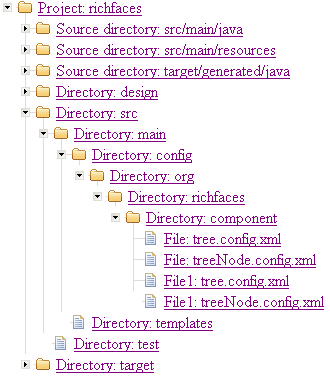 Project: richfaces
Source directory: src/main/java
Source directory: src/main/resources
Source directory: target/generated/java
Directory: design
Directory: src
Directory: main
Directory: config
Directory: org
Directory: richfaces
Directory: component
File: tree.config.xml
File: treeNode.config.xml
File1: tree.config.xml
File1: treeNode.config.xml
Directory: templates
Directory: test
Directory: target